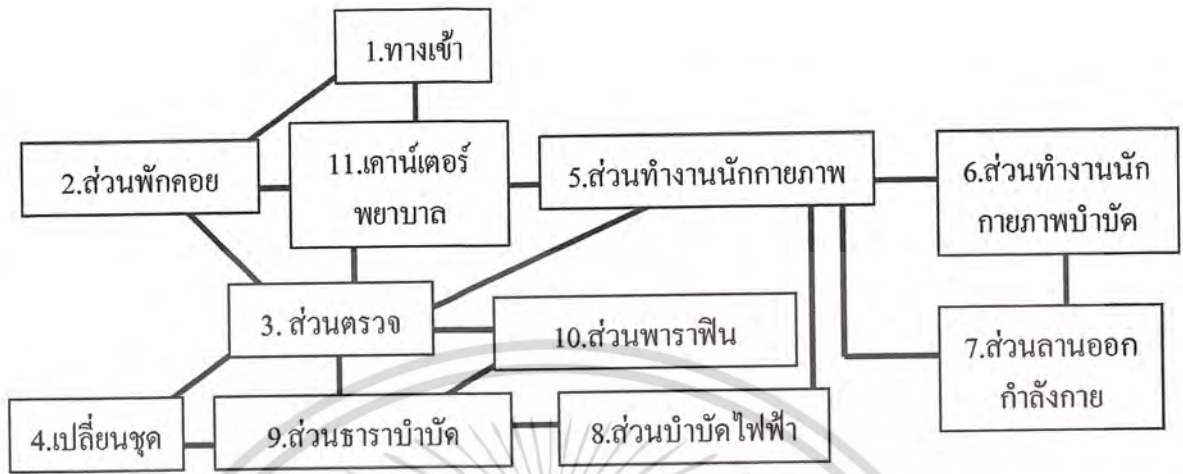 1.ทางเข้า
2.ส่วนพักคอย
11.เคาน์เตอร์
พยาบาล
5.ส่วนทำงานนักกายภาพ
6.ส่วนทำงานนัก
กายภาพบำบัด
3. ส่วนตรวจ
10.ส่วนพาราฟิน
7.ส่วนลานออก
กำลังกาย
4.เปลี่ยนชุด
9.ส่วนธาราบำบัด
8.ส่วนบำบัดไฟฟ้า